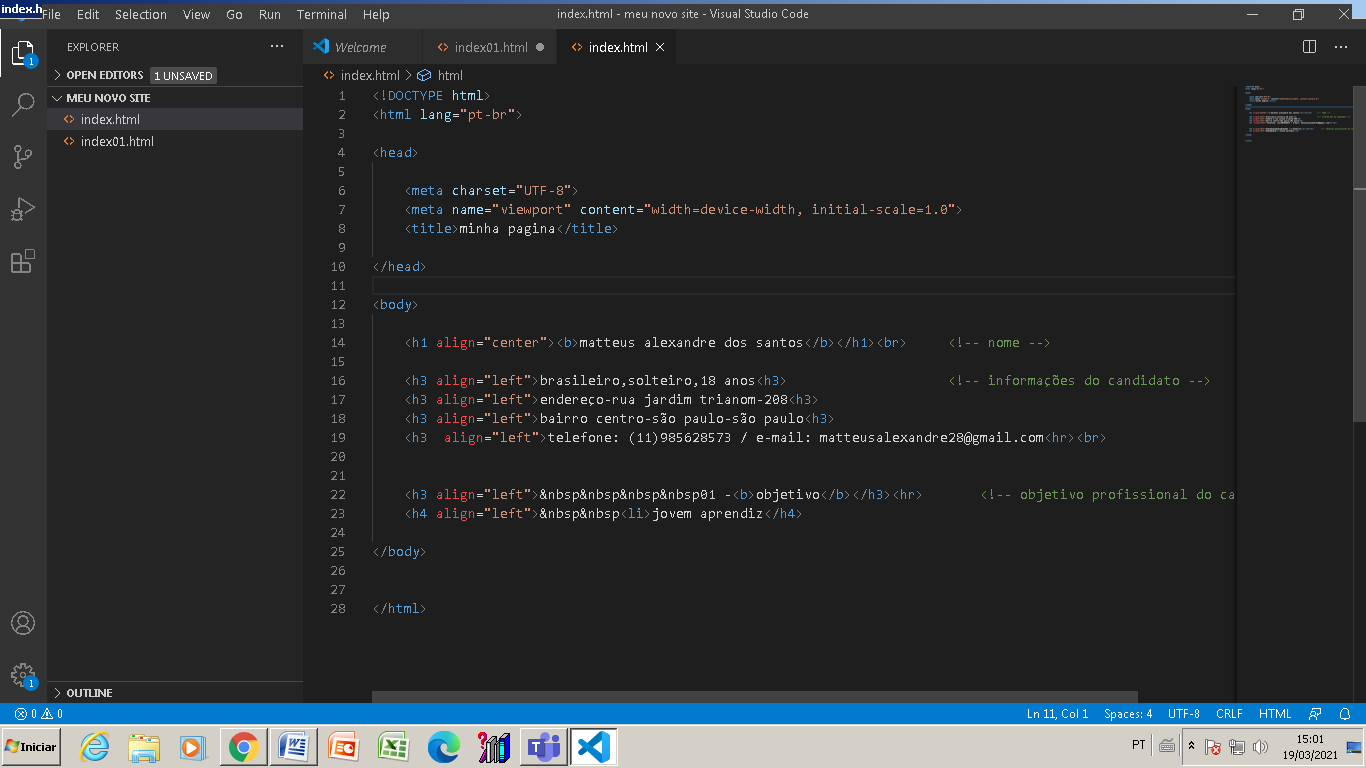 index.h
File Edit Selection View Go Run Terminal Help
index.html - meu novo site - Visual Studio Code
EXPLORER
Welcome
index01.html
index.html
OPEN EDITORS 1 UNSAVED
MEU NOVO SITE
index.html
index01.html
OUTLINE
index.html > html
1 <!DOCTYPE html>
2 <html lang="pt-br">
3
4 <head>
5
6 <meta charset="UTF-8">
7 <meta name="viewport" content="width=device-width, initial-scale=1.0">
8 <title>minha pagina</title>
9
10 </head>
11
12 <body>
13
14 <h1 align="center"><b>matteus alexandre dos santos</b></h1><br> <!-- nome -->
15
16 <h3 align="left">brasileiro,solteiro,18 anos<h3> <!-- informações do candidato -->
17 <h3 align="left">endereço-rua jardim trianom-208<h3>
18 <h3 align="left">bairro centro-são paulo-são paulo<h3>
19 <h3  align="left">telefone: (11)985628573 / e-mail: matteusalexandre28@gmail.com<hr><br>
20
21
22 <h3 align="left">&nbsp&nbsp&nbsp&nbsp01 -<b>objetivo</b></h3><hr> <!-- objetivo profissional do ca
23 <h4 align="left">&nbsp&nbsp<li>jovem aprendiz</h4>
24
25 </body>
26
27
28 </html>
1
1
0 0
Ln 11, Col 1 Spaces: 4 UTF-8 CRLF HTML
Iniciar
PT
15:01
19/03/2021